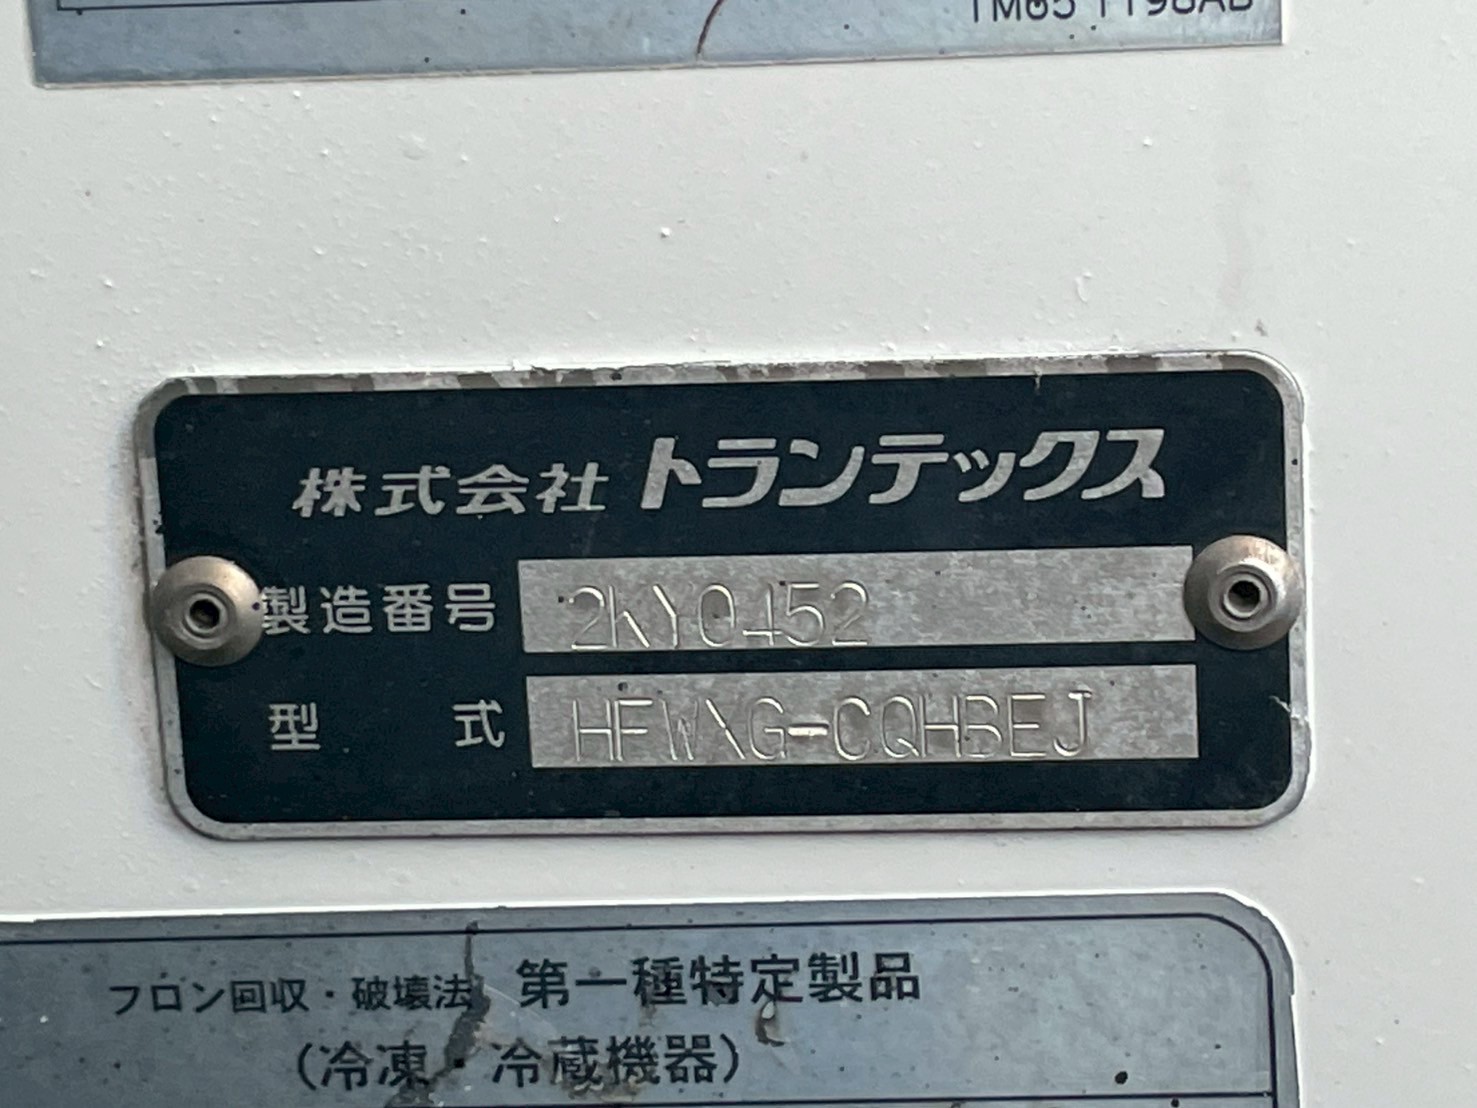 株式会社 トランテックス
製造番号 2KY0452
型式 HFWXG-CQHBEJ
フロン回収・破壊法 第一種特定製品
(冷凍・冷蔵機器)